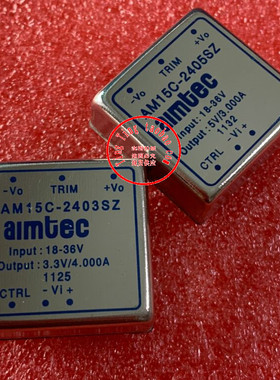 -Vo TRIM +Vo
AM15C-2405SZ
aimtec
Input:18-36V
Output:5V/3.000A
1132
CTRL -Vi+
-Vo TRIM +Vo
AM15C-2403SZ
aimtec
Input:18-36V
Output:3.3V/4.000A
1125
CTRL -Vi+